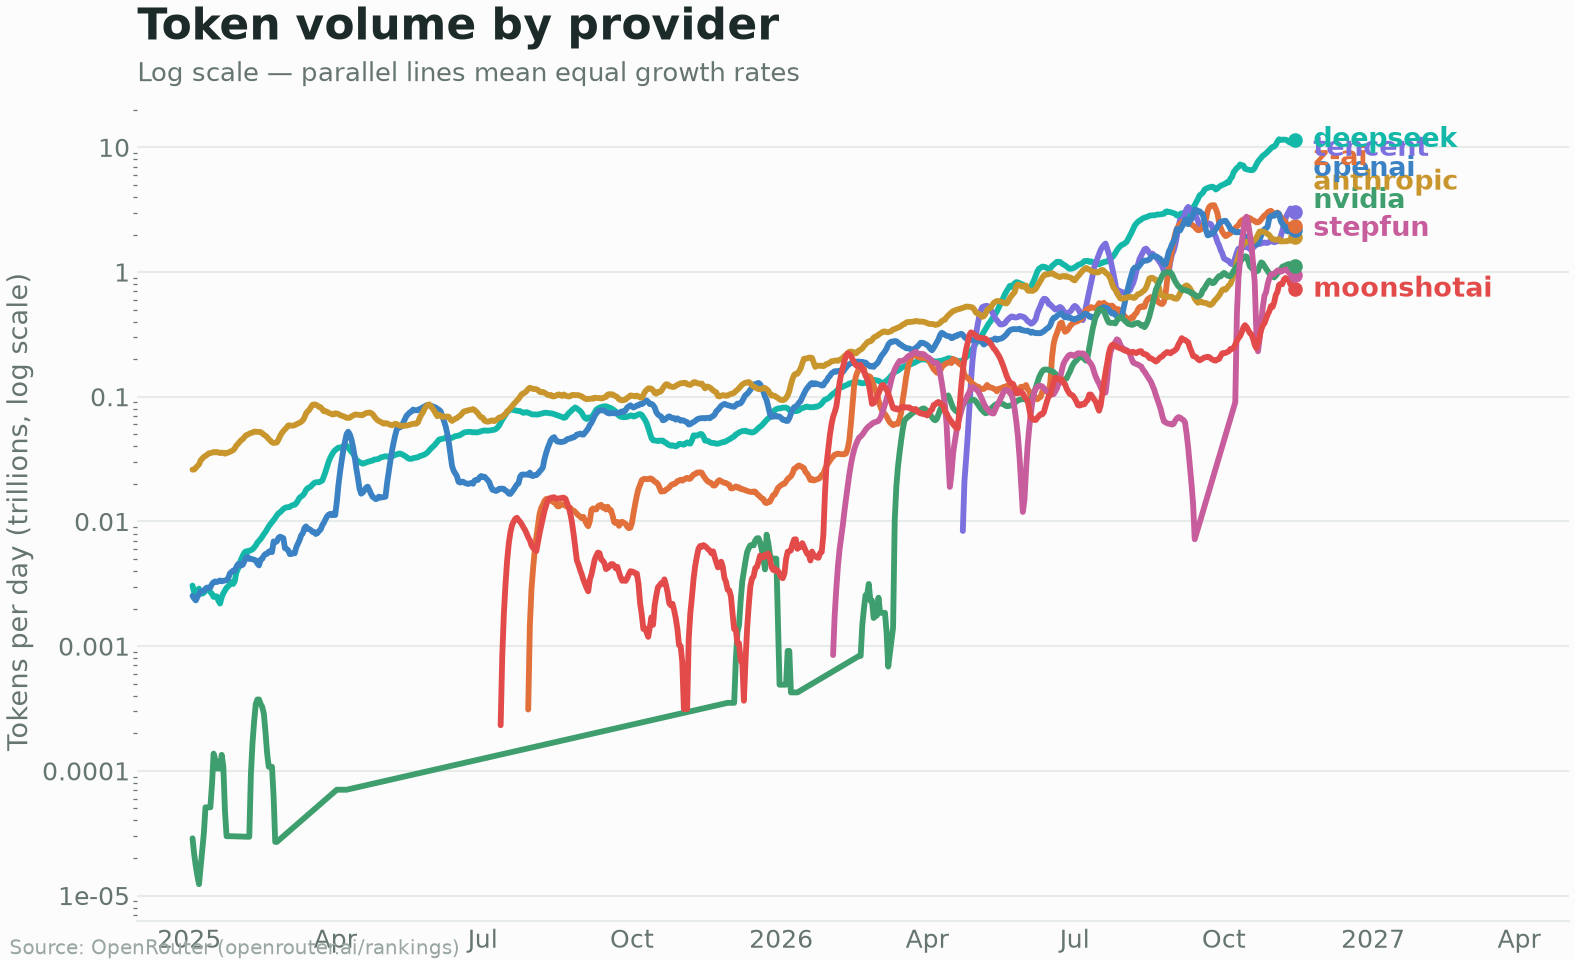 Token volume by provider
Log scale — parallel lines mean equal growth rates
Tokens per day (trillions, log scale)
10
1
0.1
0.01
0.001
0.0001
1e-05
deepseek
tencent
z-ai
openai
anthropic
nvidia
stepfun
moonshotai
2025
Apr
Jul
Oct
2026
Apr
Jul
Oct
2027
Apr
Source: OpenRouter (openrouter.ai/rankings)